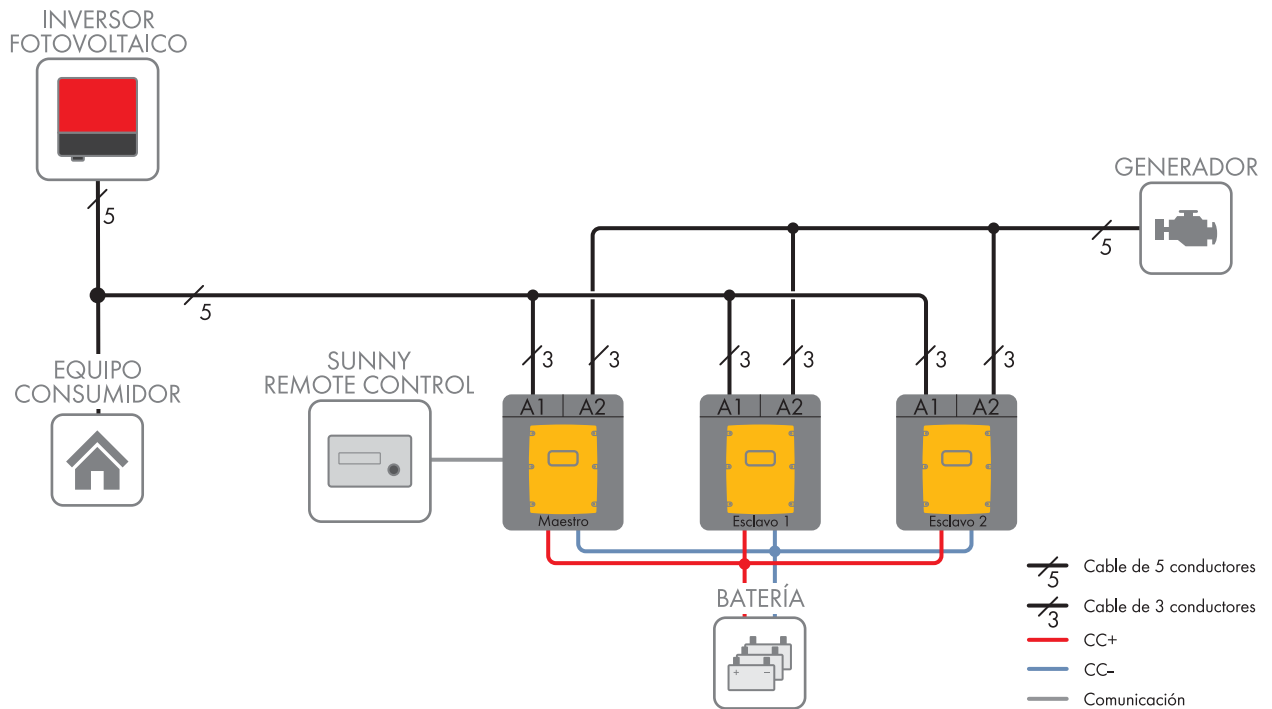 INVERSOR
FOTOVOLTAICO
5
GENERADOR
5
5
EQUIPO
CONSUMIDOR
SUNNY
REMOTE CONTROL
3
3
3
3
3
3
A1
A2
A1
A2
A1
A2
Maestro
Esclavo 1
Esclavo 2
BATERÍA
+ –
5 Cable de 5 conductores
3 Cable de 3 conductores
CC+
CC–
Comunicación